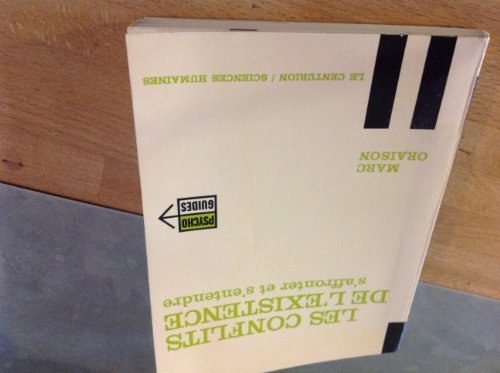 LES CONFLITS
DE L'EXISTENCE
s'affronter et s'entendre
PSYCHO
GUIDES
MARC
ORAISON
LE CENTURION / SCIENCES HUMAINES